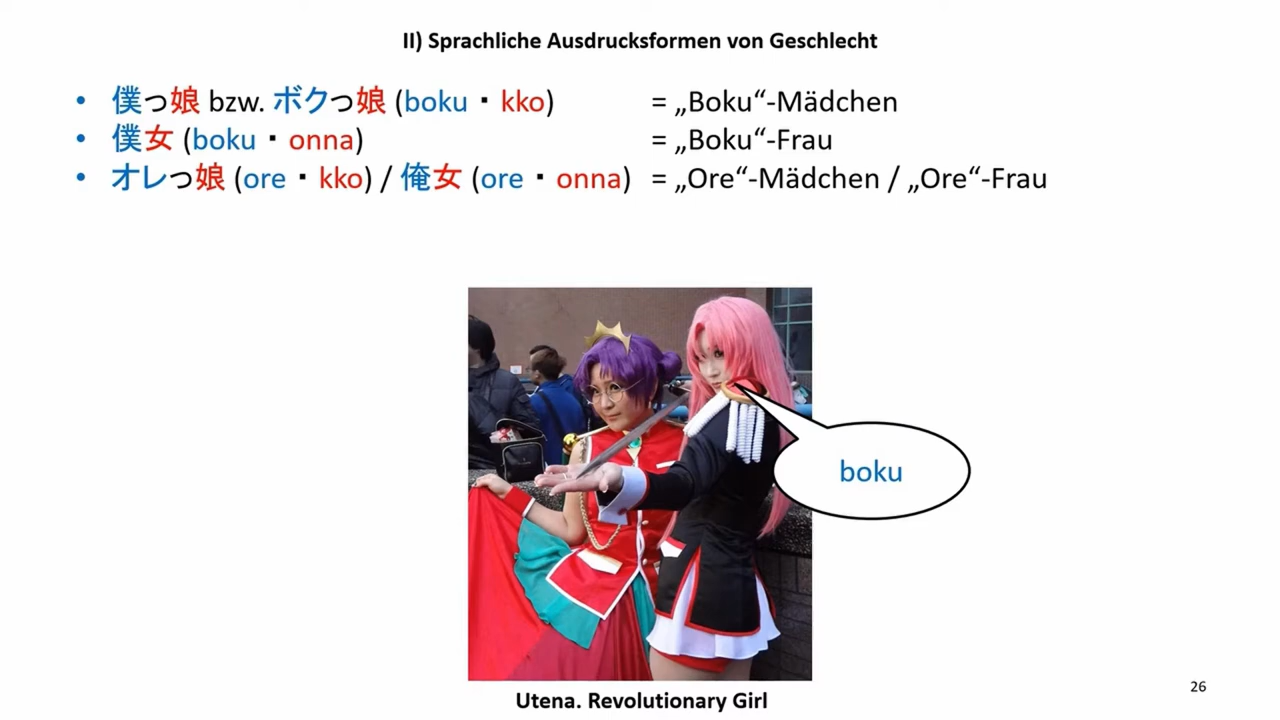 II) Sprachliche Ausdrucksformen von Geschlecht
• 僕っ娘 bzw. ボクっ娘 (boku・kko) = „Boku“-Mädchen
• 僕女 (boku・onna) = „Boku“-Frau
• オレっ娘 (ore・kko) / 俺女 (ore・onna) = „Ore“-Mädchen / „Ore“-Frau
boku
Utena. Revolutionary Girl
26